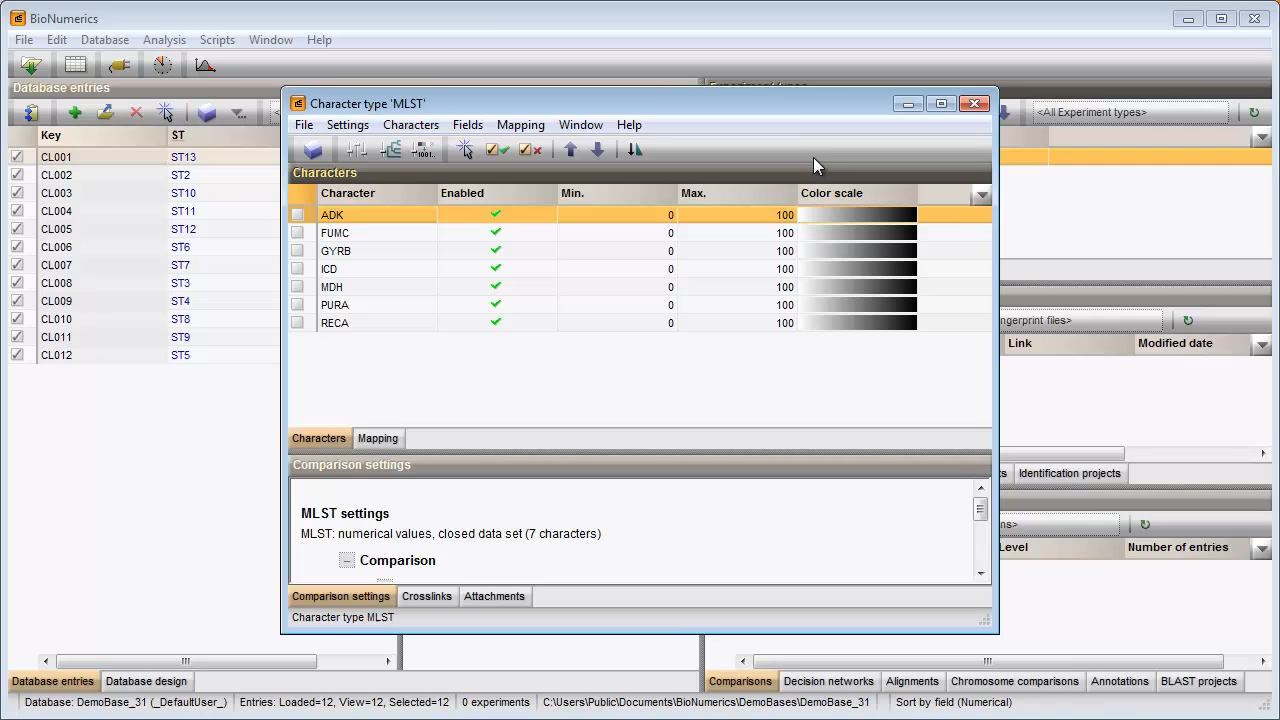 BioNumerics
File Edit Database Analysis Scripts Window Help
Database entries
Key ST
CL001 ST13
CL002 ST2
CL003 ST10
CL004 ST11
CL005 ST12
CL006 ST6
CL007 ST7
CL008 ST3
CL009 ST4
CL010 ST8
CL011 ST9
CL012 ST5
Database entries Database design
Character type 'MLST'
File Settings Characters Fields Mapping Window Help
Characters
Character Enabled Min. Max. Color scale
ADK 0 100
FUMC 0 100
GYRB 0 100
ICD 0 100
MDH 0 100
PURA 0 100
RECA 0 100
Characters Mapping
Comparison settings
MLST settings
MLST: numerical values, closed data set (7 characters)
Comparison
Comparison settings Crosslinks Attachments
Character type MLST
<All Experiment types>
ngerprint files>
Link Modified date
ts Identification projects
ms>
Level Number of entries
Comparisons Decision networks Alignments Chromosome comparisons Annotations BLAST projects
Database: DemoBase_31 (_DefaultUser_) Entries: Loaded=12, View=12, Selected=12 0 experiments C:\Users\Public\Documents\BioNumerics\DemoBases\DemoBase_31 Sort by field (Numerical)